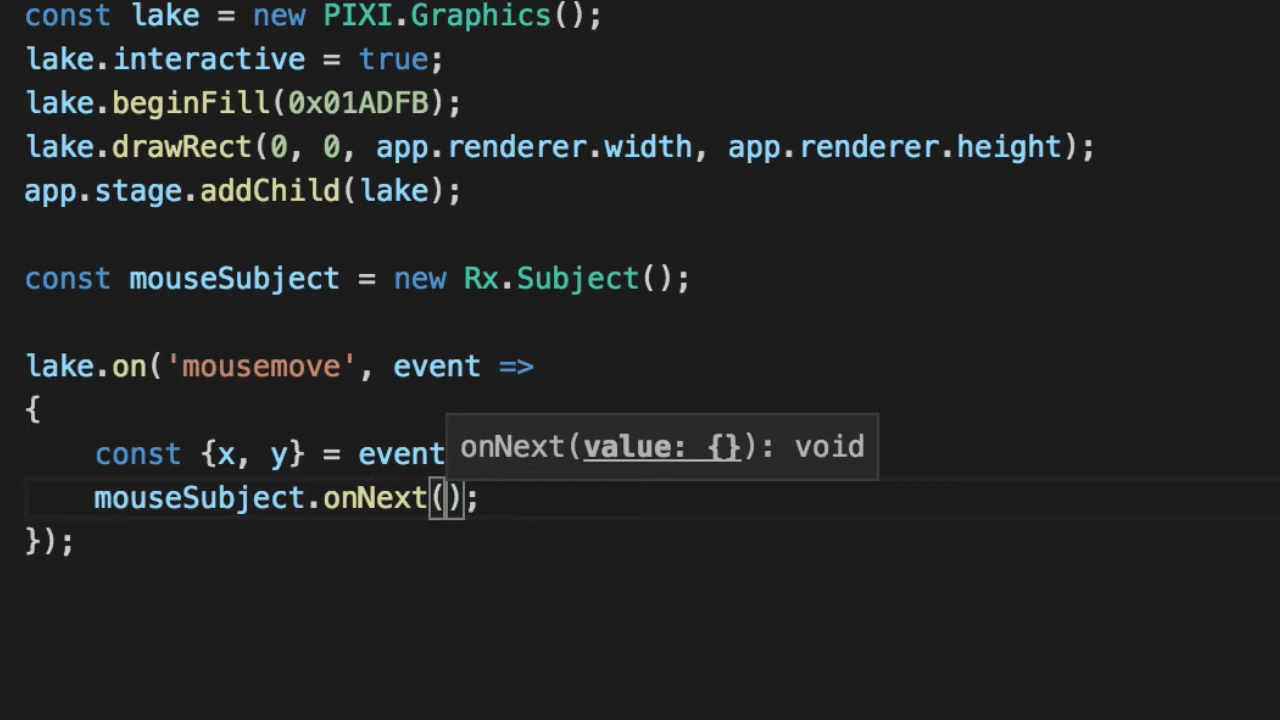 const lake = new PIXI.Graphics();
lake.interactive = true;
lake.beginFill(0x01ADFB);
lake.drawRect(0, 0, app.renderer.width, app.renderer.height);
app.stage.addChild(lake);
const mouseSubject = new Rx.Subject();
lake.on('mousemove', event =>
{
const {x, y} = event
onNext(value: {}): void
mouseSubject.onNext();
});